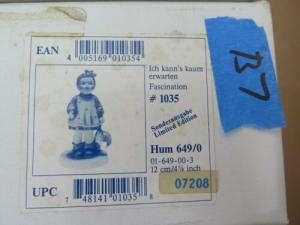 EAN
4 005169 010354
Ich kann's kaum
erwarten
Fascination
# 1035
Sonderausgabe
Limited Edition
Hum 649/0
01-649-00-3
12 cm/4¾ inch
07208
UPC
7 48141 01035 8
B7